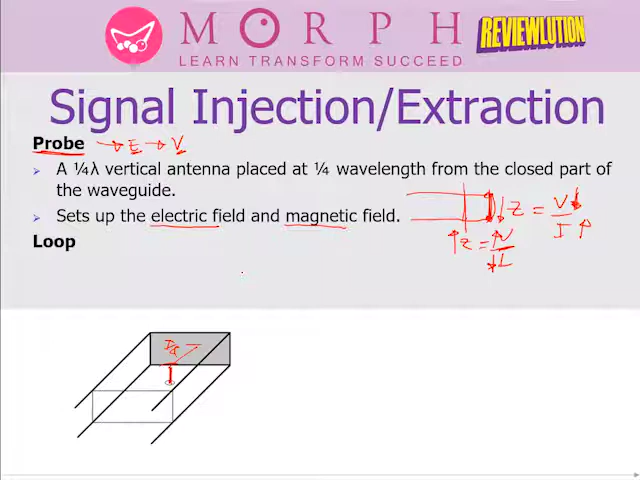 MORPH
REVIEWLUTION
LEARN TRANSFORM SUCCEED
Signal Injection/Extraction
Probe → E → V
A ¼λ vertical antenna placed at ¼ wavelength from the closed part of
the waveguide.
Sets up the electric field and magnetic field.
↓Z = V↓/I↑
↑Z = ↑V/↓I
Loop